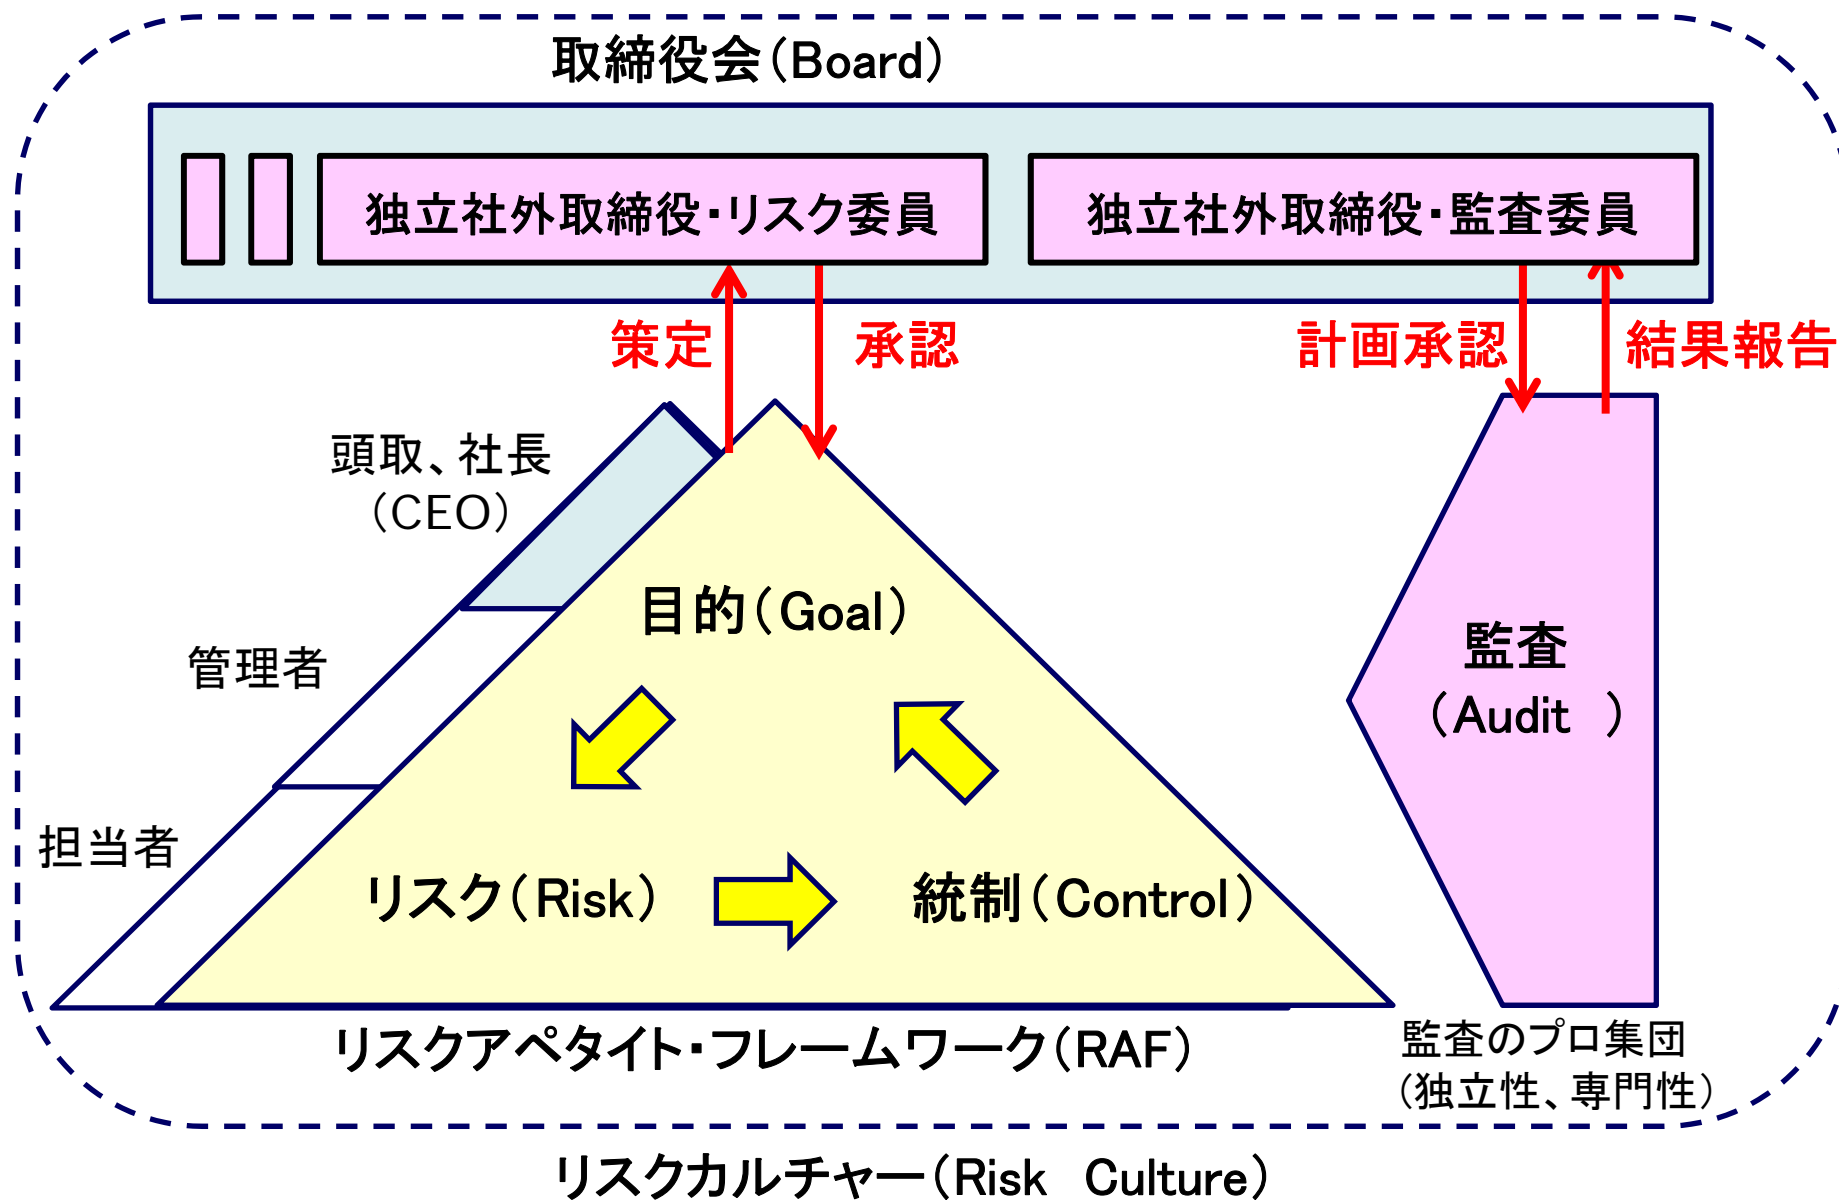 取締役会（Board）
独立社外取締役・リスク委員
独立社外取締役・監査委員
策定
承認
計画承認
結果報告
頭取、社長
（CEO）
目的（Goal）
管理者
監査
（Audit　）
担当者
リスク（Risk）
統制（Control）
リスクアペタイト・フレームワーク（RAF）
監査のプロ集団
（独立性、専門性）
リスクカルチャー（Risk　Culture）